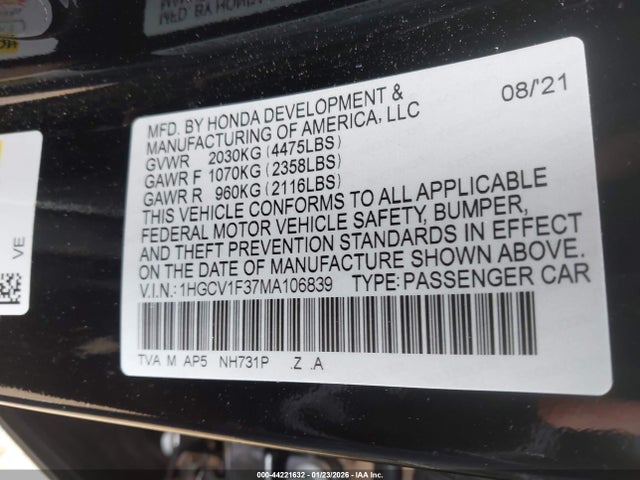 MFD. BY HONDA DEVELOPMENT &
MANUFACTURING OF AMERICA, LLC
08/'21
GVWR 2030KG (4475LBS)
GAWR F 1070KG (2358LBS)
GAWR R 960KG (2116LBS)
THIS VEHICLE CONFORMS TO ALL APPLICABLE
FEDERAL MOTOR VEHICLE SAFETY, BUMPER,
AND THEFT PREVENTION STANDARDS IN EFFECT
ON THE DATE OF MANUFACTURE SHOWN ABOVE.
V.I.N.: 1HGCV1F37MA106839 TYPE: PASSENGER CAR
TVA M AP5 NH731P .Z .A
VE
000-44221632 - 01/23/2026 - IAA Inc.